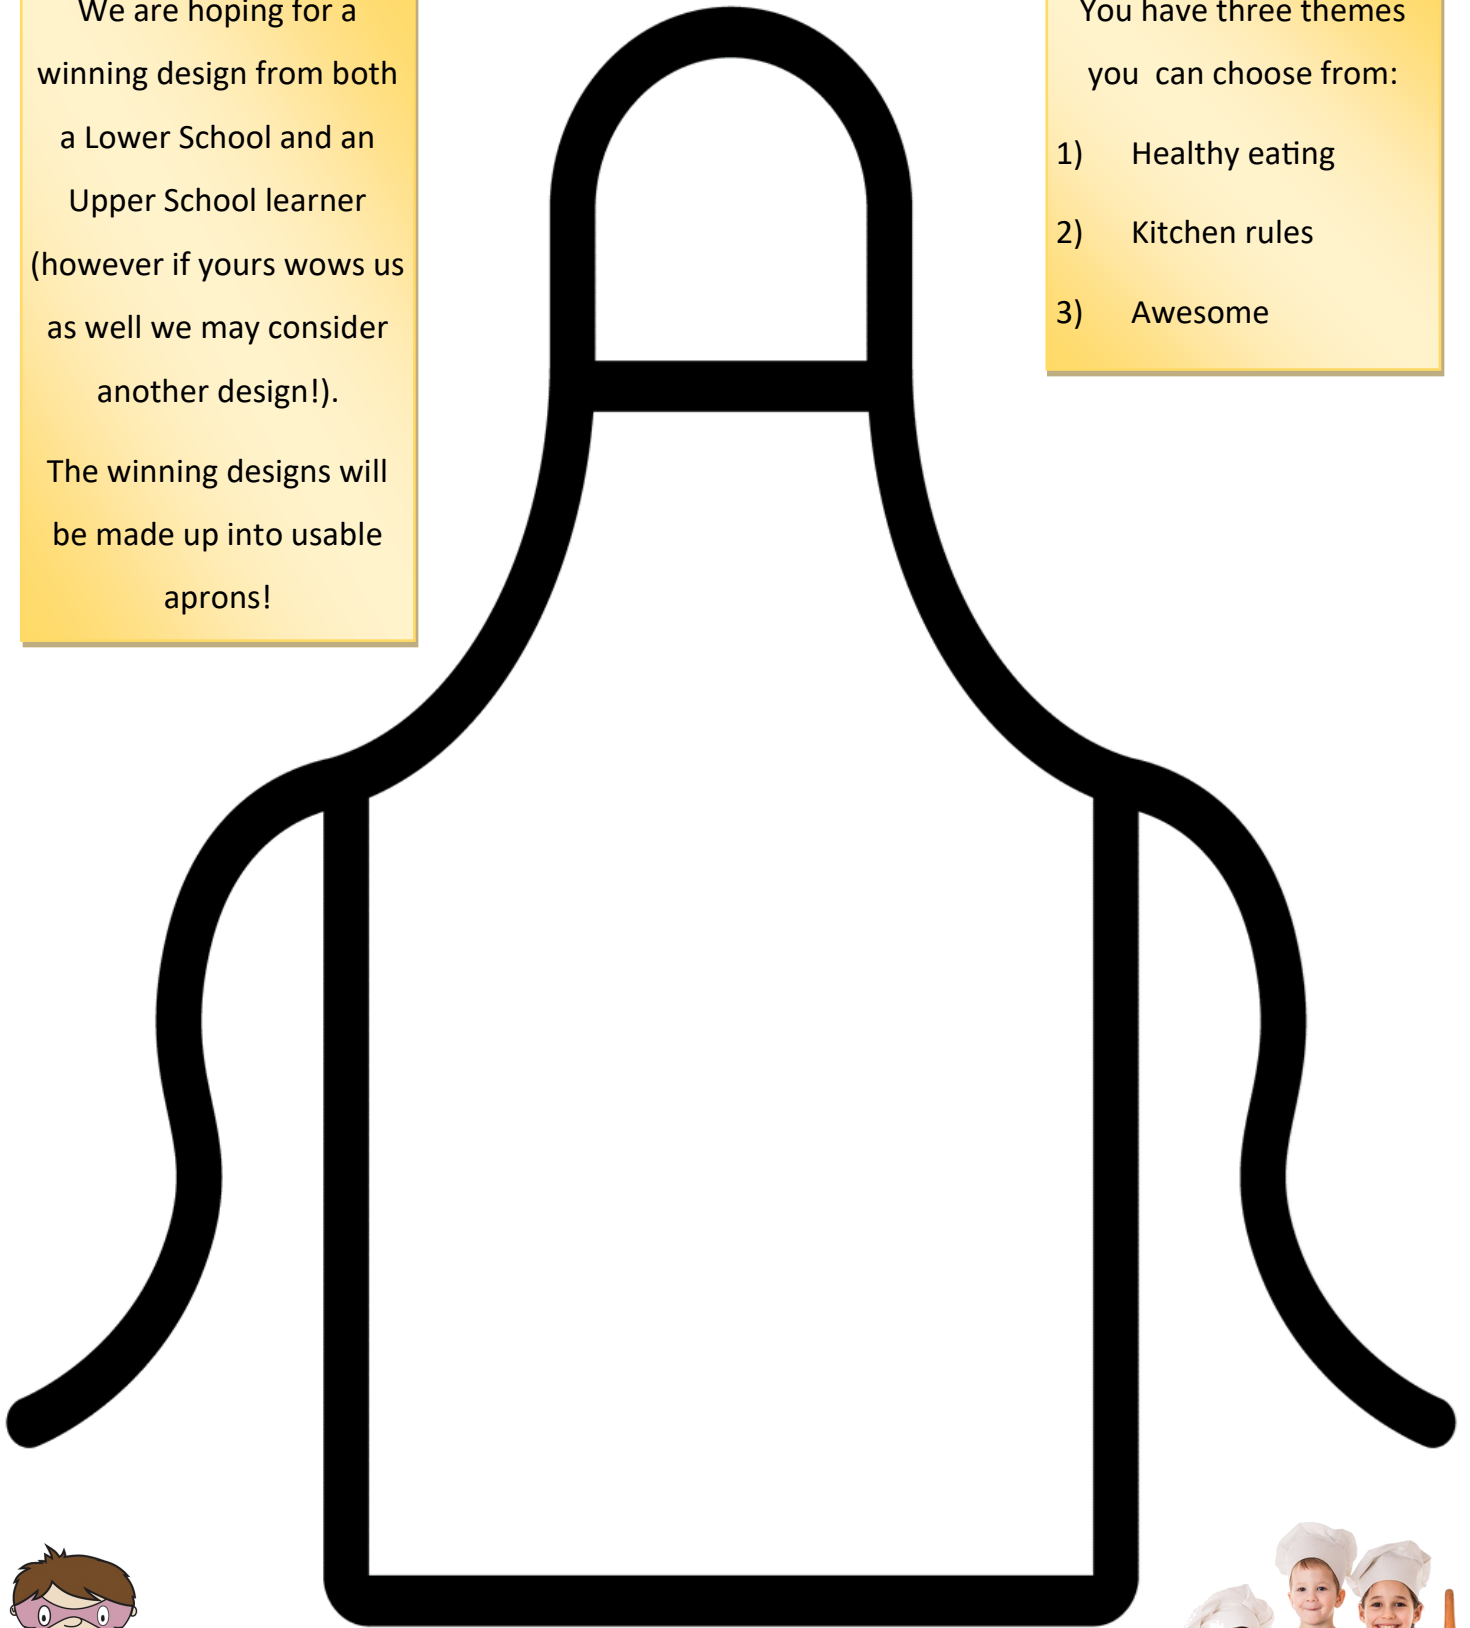 We are hoping for a
winning design from both
a Lower School and an
Upper School learner
(however if yours wows us
as well we may consider
another design!).
The winning designs will
be made up into usable
aprons!
You have three themes
you can choose from:
1) Healthy eating
2) Kitchen rules
3) Awesome